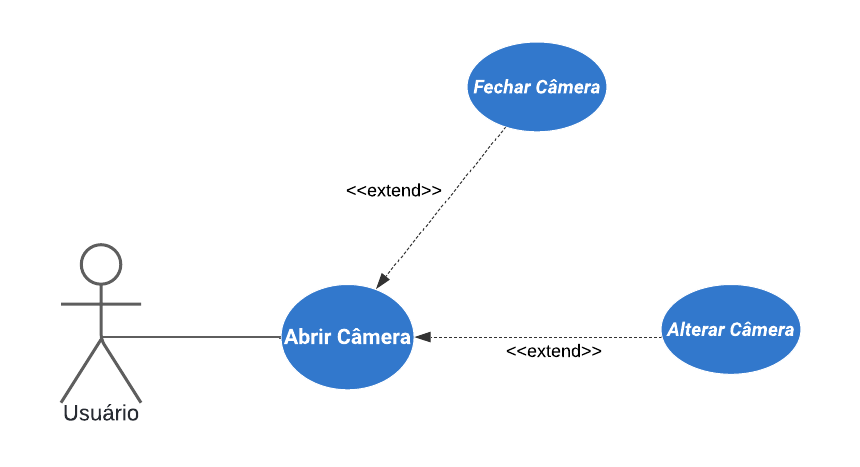 Fechar Câmera
<<extend>>
Abrir Câmera
Alterar Câmera
<<extend>>
Usuário